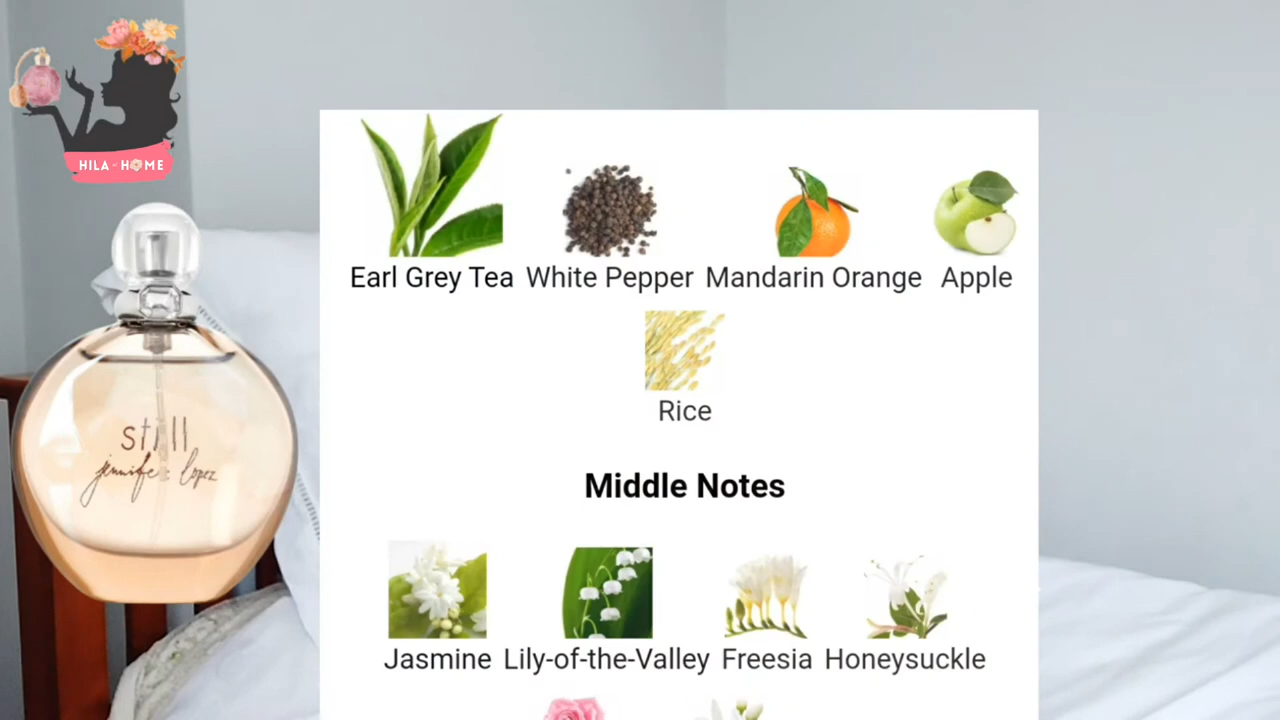 HILA at HOME
still
jennifer lopez
Earl Grey Tea White Pepper Mandarin Orange Apple
Rice
Middle Notes
Jasmine Lily-of-the-Valley Freesia Honeysuckle